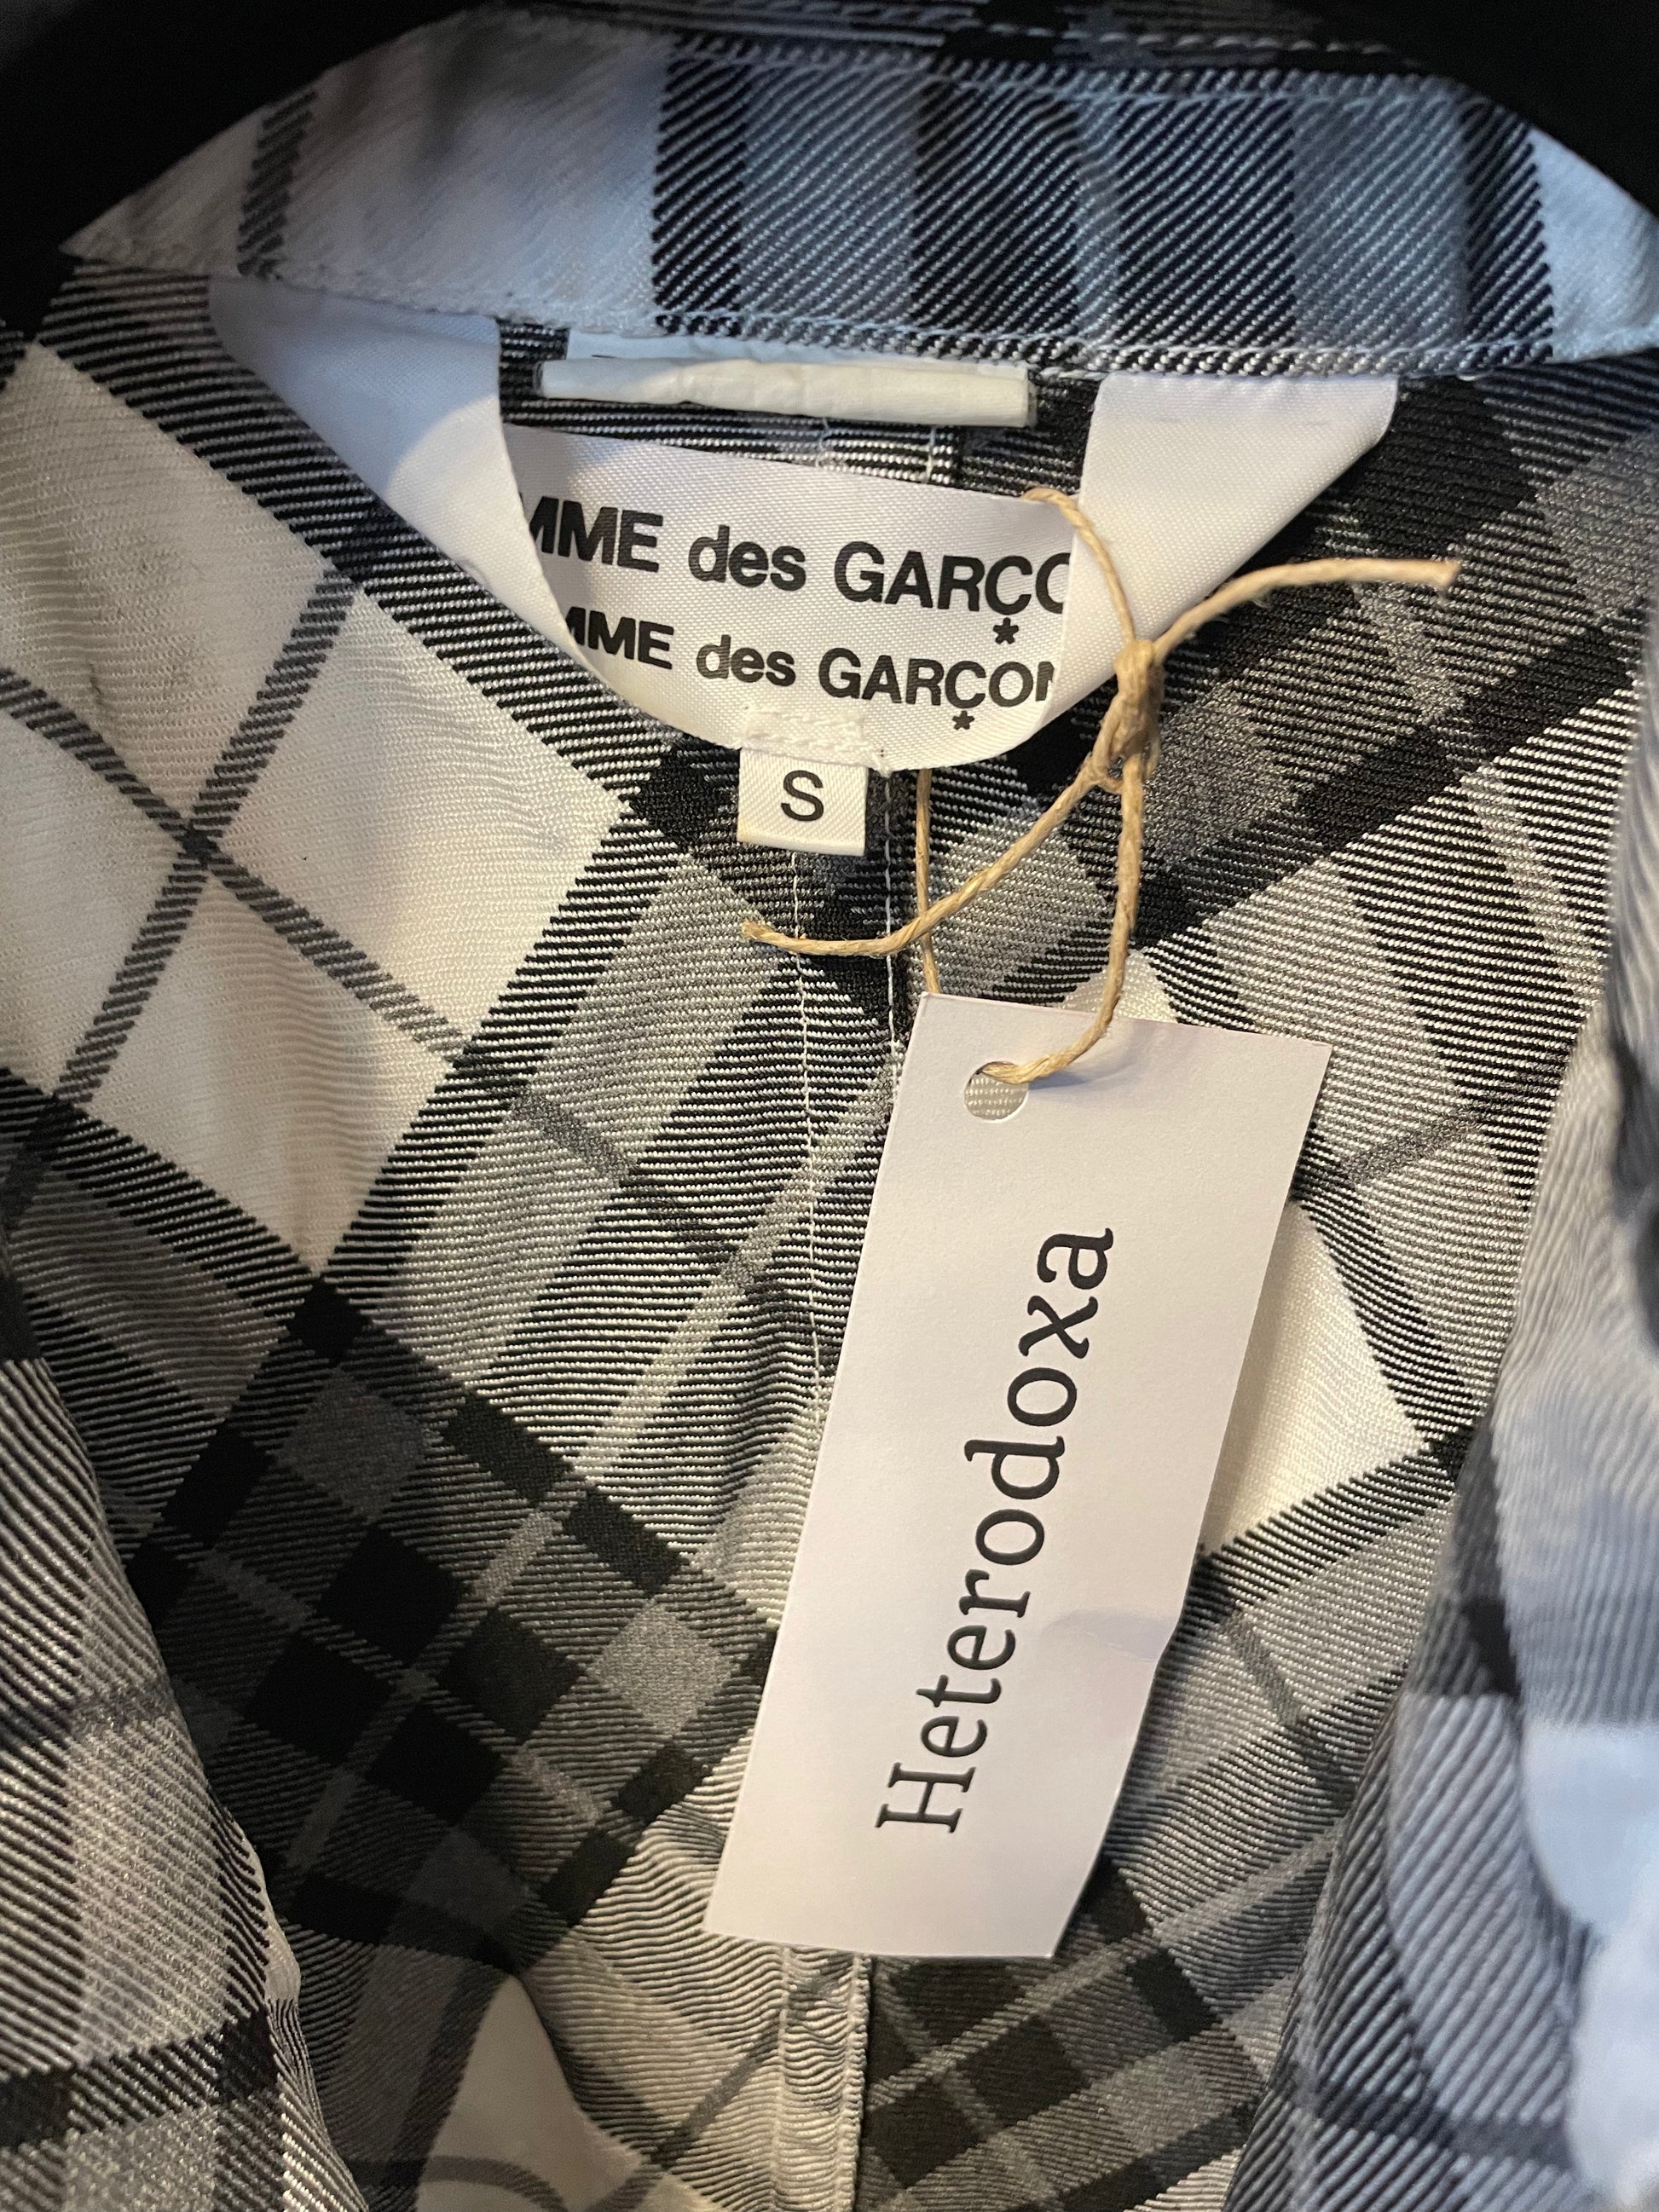 MME des GARÇO
MME des GARÇON
S
Heterodoxa